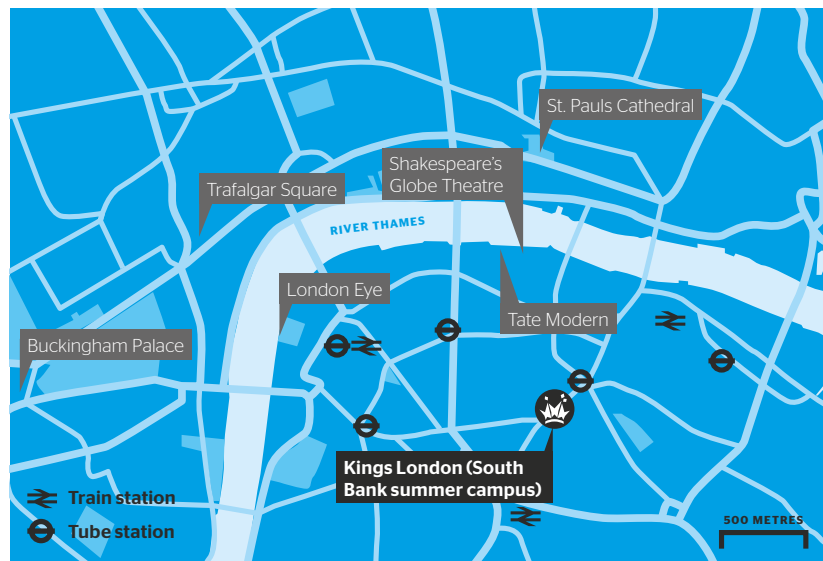 St. Pauls Cathedral
Shakespeare's
Globe Theatre
Trafalgar Square
RIVER THAMES
London Eye
Tate Modern
Buckingham Palace
Kings London (South
Bank summer campus)
Train station
Tube station
500 METRES